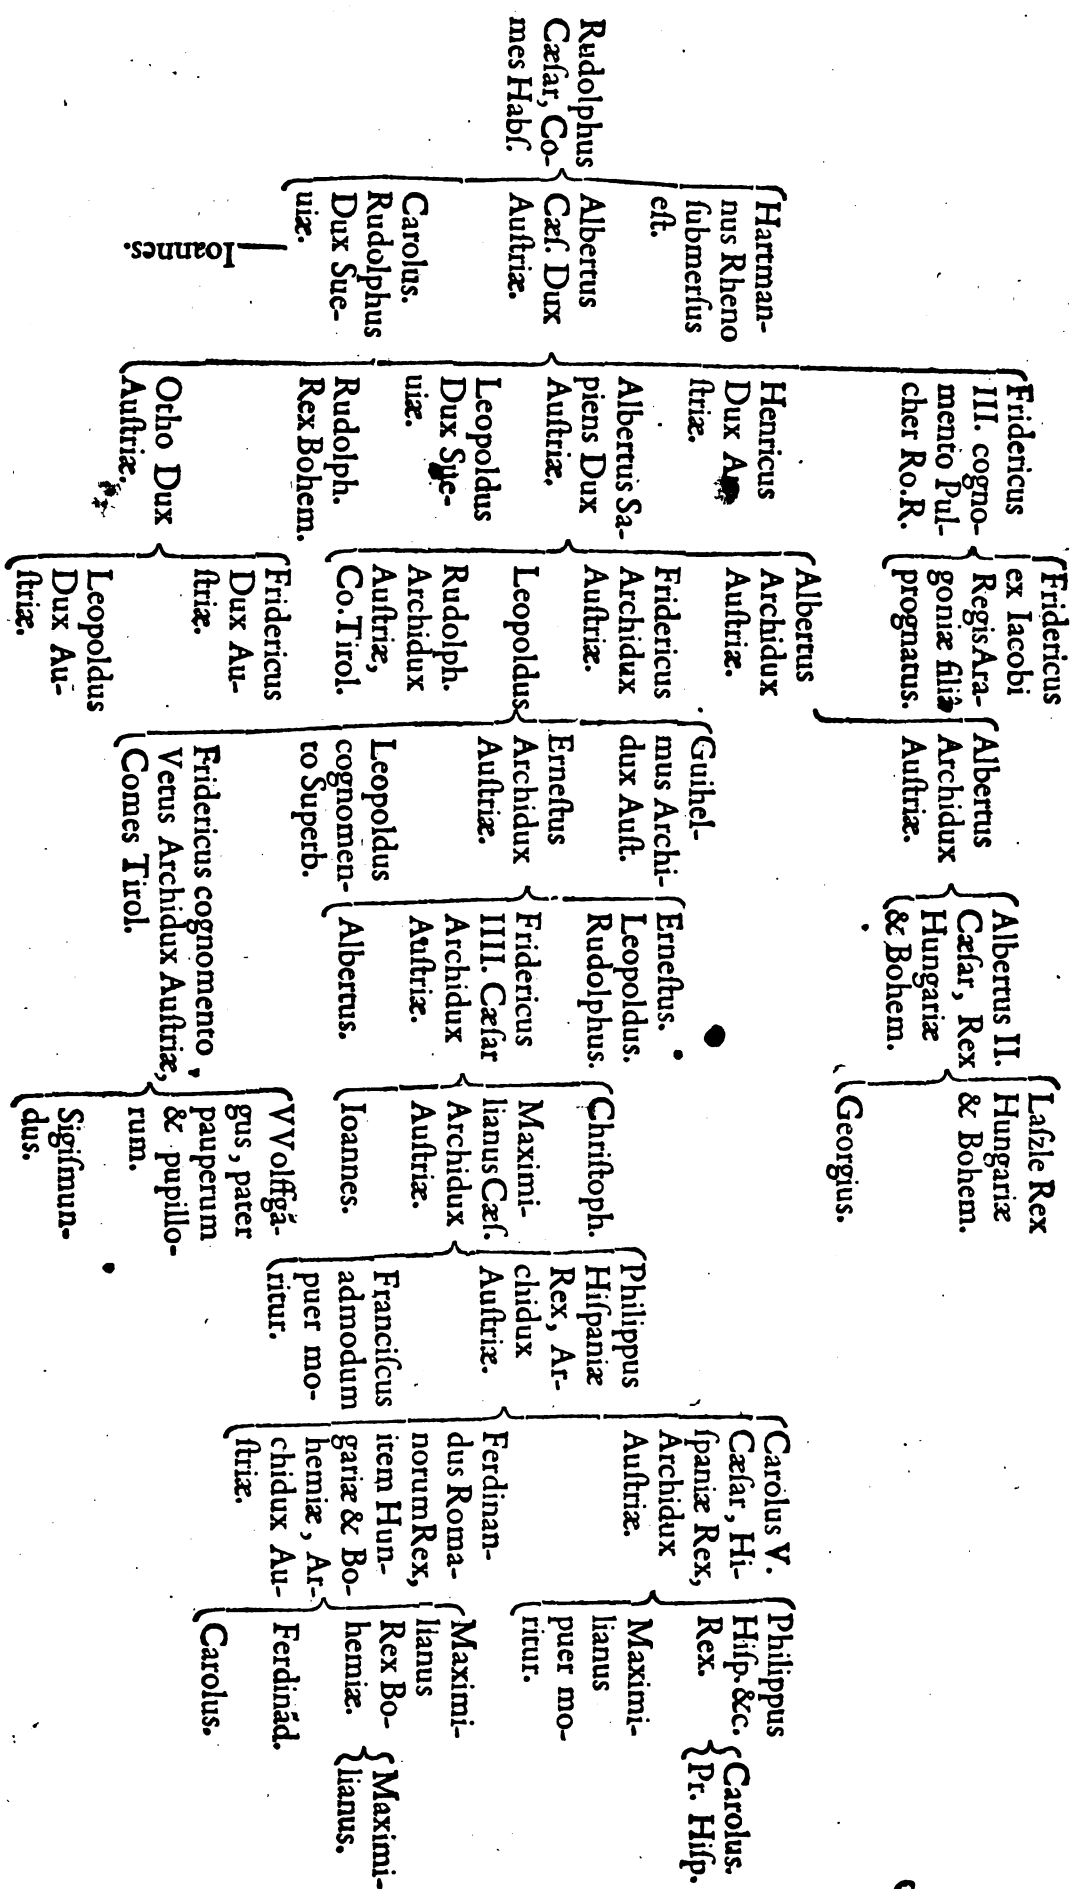 Rudolphus
Cæſar, Co-
mes Habſ.
Hartman-
nus Rheno
ſubmerſus
eſt.
Albertus
Cæſ. Dux
Auſtriæ.
Carolus.
Rudolphus
Dux Sue-
uiæ.
Ioannes.
Fridericus
III. cogno-
mento Pul-
cher Ro.R.
Henricus
Dux
ſtriæ.
Albertus Sa-
piens Dux
Auſtriæ.
Leopoldus
Dux Sue-
uiæ.
Rudolph.
Rex Bohem.
Otho Dux
Auſtriæ.
Fridericus
ex Iacobi
Regis Ara-
goniæ filiâ
prognatus.
Albertus
Archidux
Auſtriæ.
Fridericus
Archidux
Auſtriæ.
Leopoldus
Rudolph.
Archidux
Auſtriæ,
Co. Tirol.
Fridericus
Dux Au-
ſtriæ.
Leopoldus
Dux Au-
ſtriæ.
Albertus
Archidux
Auſtriæ.
Guihel-
mus Archi-
dux Auſt.
Erneſtus
Archidux
Auſtriæ.
Leopoldus
cognomen-
to Superb.
Fridericus cognomento
Vetus Archidux Auſtriæ,
Comes Tirol.
Albertus II.
Cæſar, Rex
Hungariæ
& Bohem.
Erneſtus.
Leopoldus.
Rudolphus.
Fridericus
IIII. Cæſar
Archidux
Auſtriæ.
Albertus.
Laſzle Rex
Hungariæ
& Bohem.
Georgius.
Chriſtoph.
Maximi-
lianus Cæſ.
Archidux
Auſtriæ.
Ioannes.
VVolffgã-
gus, pater
pauperum
& pupillo-
rum.
Sigiſmun-
dus.
Philippus
Hiſpaniæ
Rex, Ar-
chidux
Auſtriæ.
Franciſcus
admodum
puer mo-
ritur.
Carolus V.
Cæſar, Hi-
ſpaniæ Rex,
Archidux
Auſtriæ.
Ferdinan-
dus Roma-
norum Rex,
item Hun-
gariæ & Bo-
hemiæ, Ar-
chidux Au-
ſtriæ.
Philippus
Hiſp. &c.
Rex.
Maximi-
lianus
puer mo-
ritur.
Maximi-
lianus
Rex Bo-
hemiæ.
Ferdinãd.
Carolus.
Carolus.
Pr. Hiſp.
Maximi-
lianus.